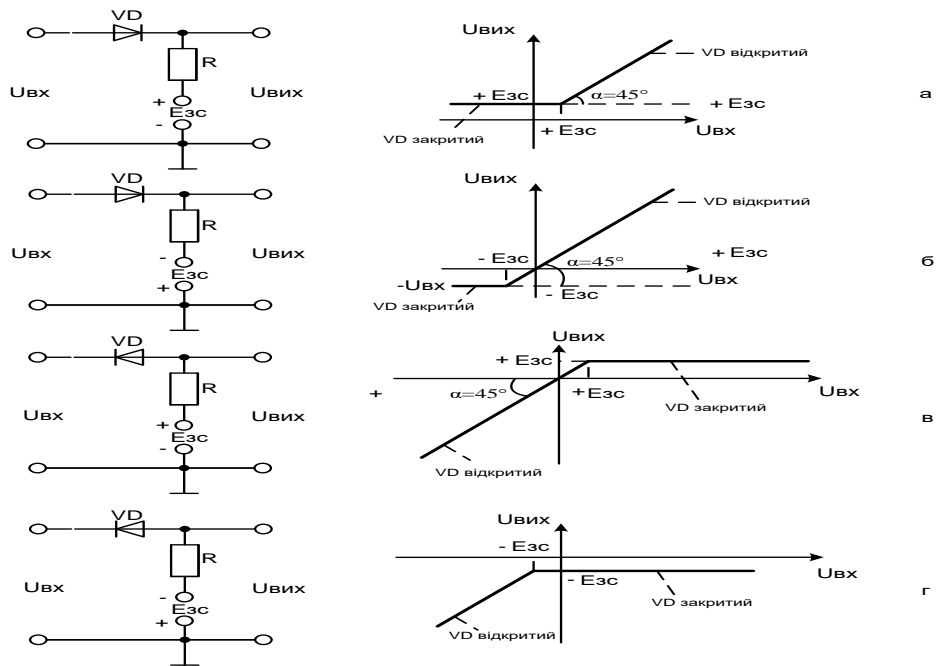 VD
R
+
Eзс
-
Uвх
Uвих
Uвих
VD відкритий
+ Eзс
α=45°
+ Eзс
+ Eзс
Uвх
VD закритий
а
VD
R
-
Eзс
+
Uвх
Uвих
Uвих
VD відкритий
- Eзс
α=45°
+ Eзс
Uвх
-Uвх
- Eзс
VD закритий
б
VD
R
+
Eзс
-
Uвх
Uвих
Uвих
+ Eзс
+
α=45°
+Eзс
Uвх
VD закритий
VD відкритий
в
VD
R
-
Eзс
+
Uвх
Uвих
Uвих
- Eзс
- Eзс
Uвх
VD закритий
VD відкритий
г